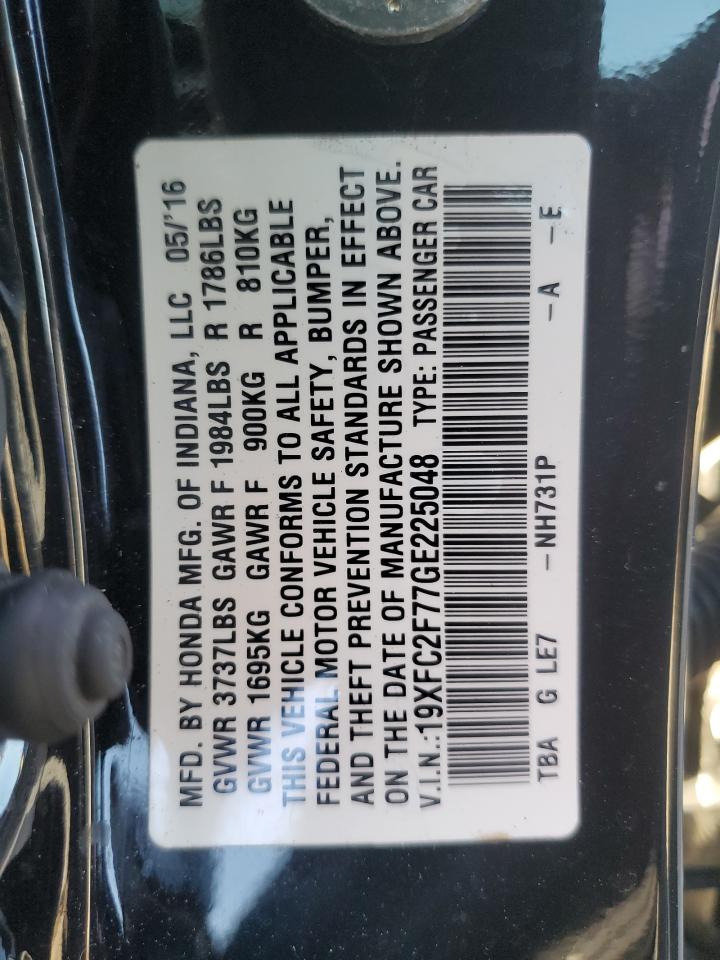 MFD. BY HONDA MFG. OF INDIANA, LLC 05/'16
GVWR 3737LBS GAWR F 1984LBS R 1786LBS
GVWR 1695KG GAWR F 900KG R 810KG
THIS VEHICLE CONFORMS TO ALL APPLICABLE
FEDERAL MOTOR VEHICLE SAFETY, BUMPER,
AND THEFT PREVENTION STANDARDS IN EFFECT
ON THE DATE OF MANUFACTURE SHOWN ABOVE.
V.I.N.:19XFC2F77GE225048 TYPE: PASSENGER CAR
TBA G LE7 -NH731P -A -E